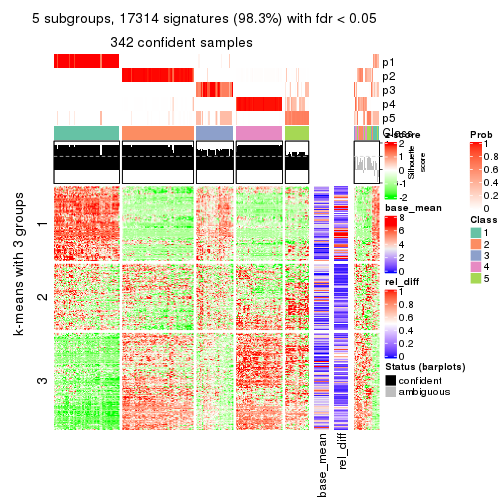 5 subgroups, 17314 signatures (98.3%) with fdr < 0.05
342 confident samples
p1
p2
p3
p4
p5
Class
Silhouette
score
1
2
3
k-means with 3 groups
base_mean
rel_diff
z-score
2
1
0
-1
-2
base_mean
8
6
4
2
0
rel_diff
1
0.8
0.6
0.4
0.2
0
Status (barplots)
confident
ambiguous
Prob
1
0.8
0.6
0.4
0.2
0
Class
1
2
3
4
5